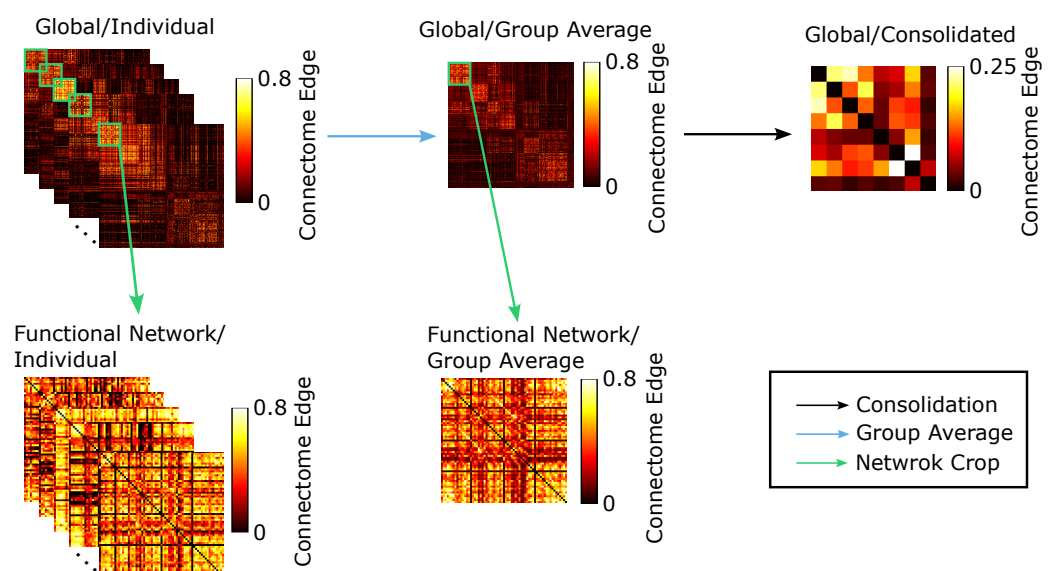 Global/Individual
0.8
0
Connectome Edge
Global/Group Average
0.8
0
Connectome Edge
Global/Consolidated
0.25
0
Connectome Edge
Functional Network/
Individual
0.8
0
Connectome Edge
Functional Network/
Group Average
0.8
0
Connectome Edge
Consolidation
Group Average
Netwrok Crop